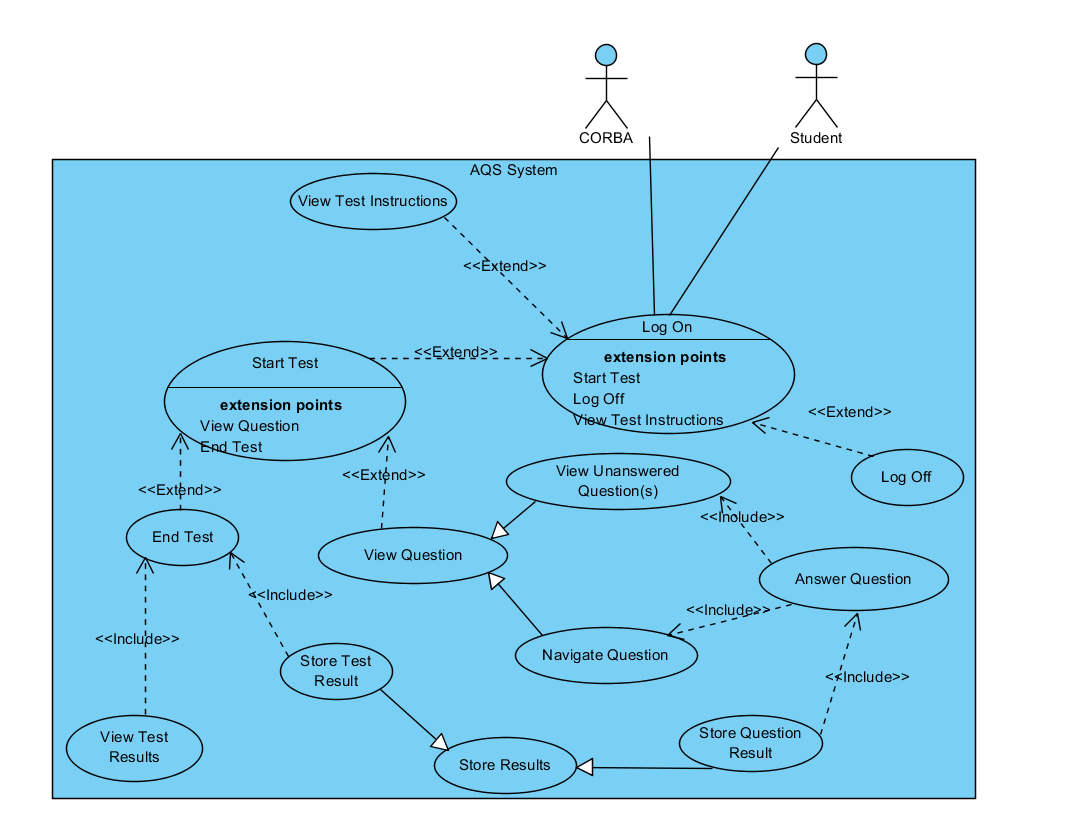 CORBA
Student
AQS System
View Test Instructions
<<Extend>>
Log On
extension points
Start Test
Log Off
View Test Instructions
<<Extend>>
Start Test
extension points
View Question
End Test
<<Extend>>
Log Off
<<Extend>>
<<Extend>>
View Unanswered
Question(s)
<<Include>>
End Test
View Question
Answer Question
<<Include>>
<<Include>>
<<Include>>
Store Test
Result
Navigate Question
<<Include>>
View Test
Results
Store Results
Store Question
Result